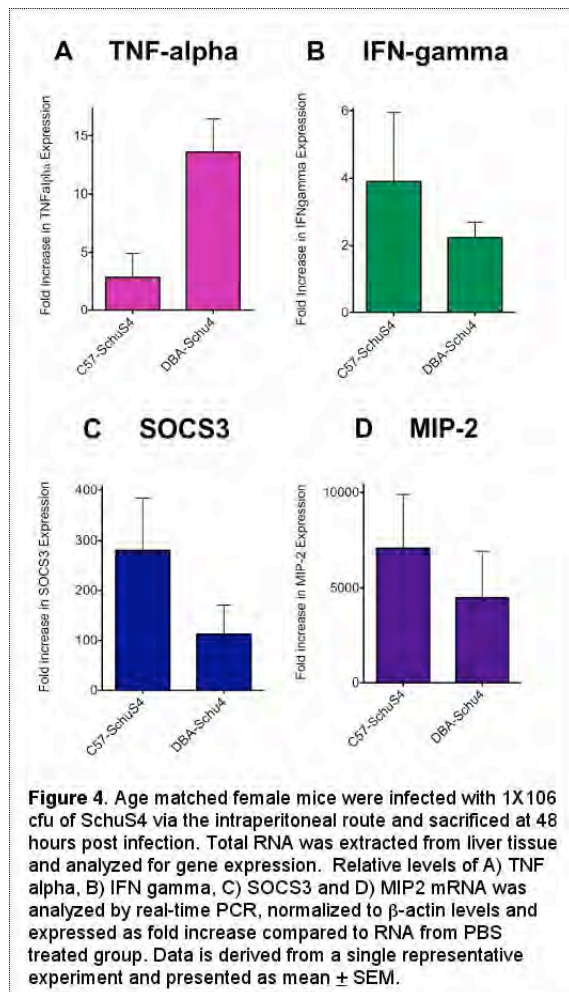 A TNF-alpha
B IFN-gamma
Fold Increase in TNFalpha Expression
15
10
5
0
C57-SchuS4
DBA-Schu4
Fold Increase in IFNgamma Expression
6
4
2
0
C57-SchuS4
DBA-Schu4
C SOCS3
D MIP-2
Fold increase in SOCS3 Expression
400
300
200
100
0
C57-SchuS4
DBA-Schu4
Fold increase in MIP-2 Expression
10000
5000
0
C57-SchuS4
DBA-Schu4
Figure 4. Age matched female mice were infected with 1X106
cfu of SchuS4 via the intraperitoneal route and sacrificed at 48
hours post infection. Total RNA was extracted from liver tissue
and analyzed for gene expression. Relative levels of A) TNF
alpha, B) IFN gamma, C) SOCS3 and D) MIP2 mRNA was
analyzed by real-time PCR, normalized to β-actin levels and
expressed as fold increase compared to RNA from PBS
treated group. Data is derived from a single representative
experiment and presented as mean ± SEM.